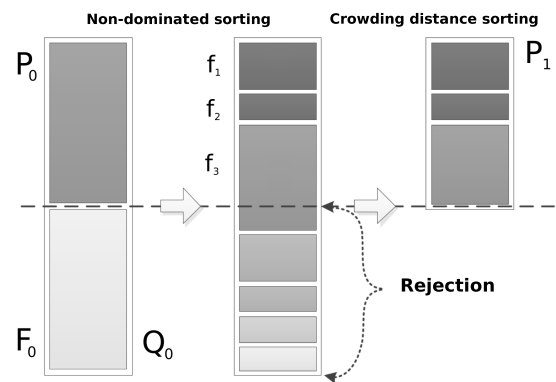 Non-dominated sorting
Crowding distance sorting
P0
f1
P1
f2
f3
Rejection
F0
Q0